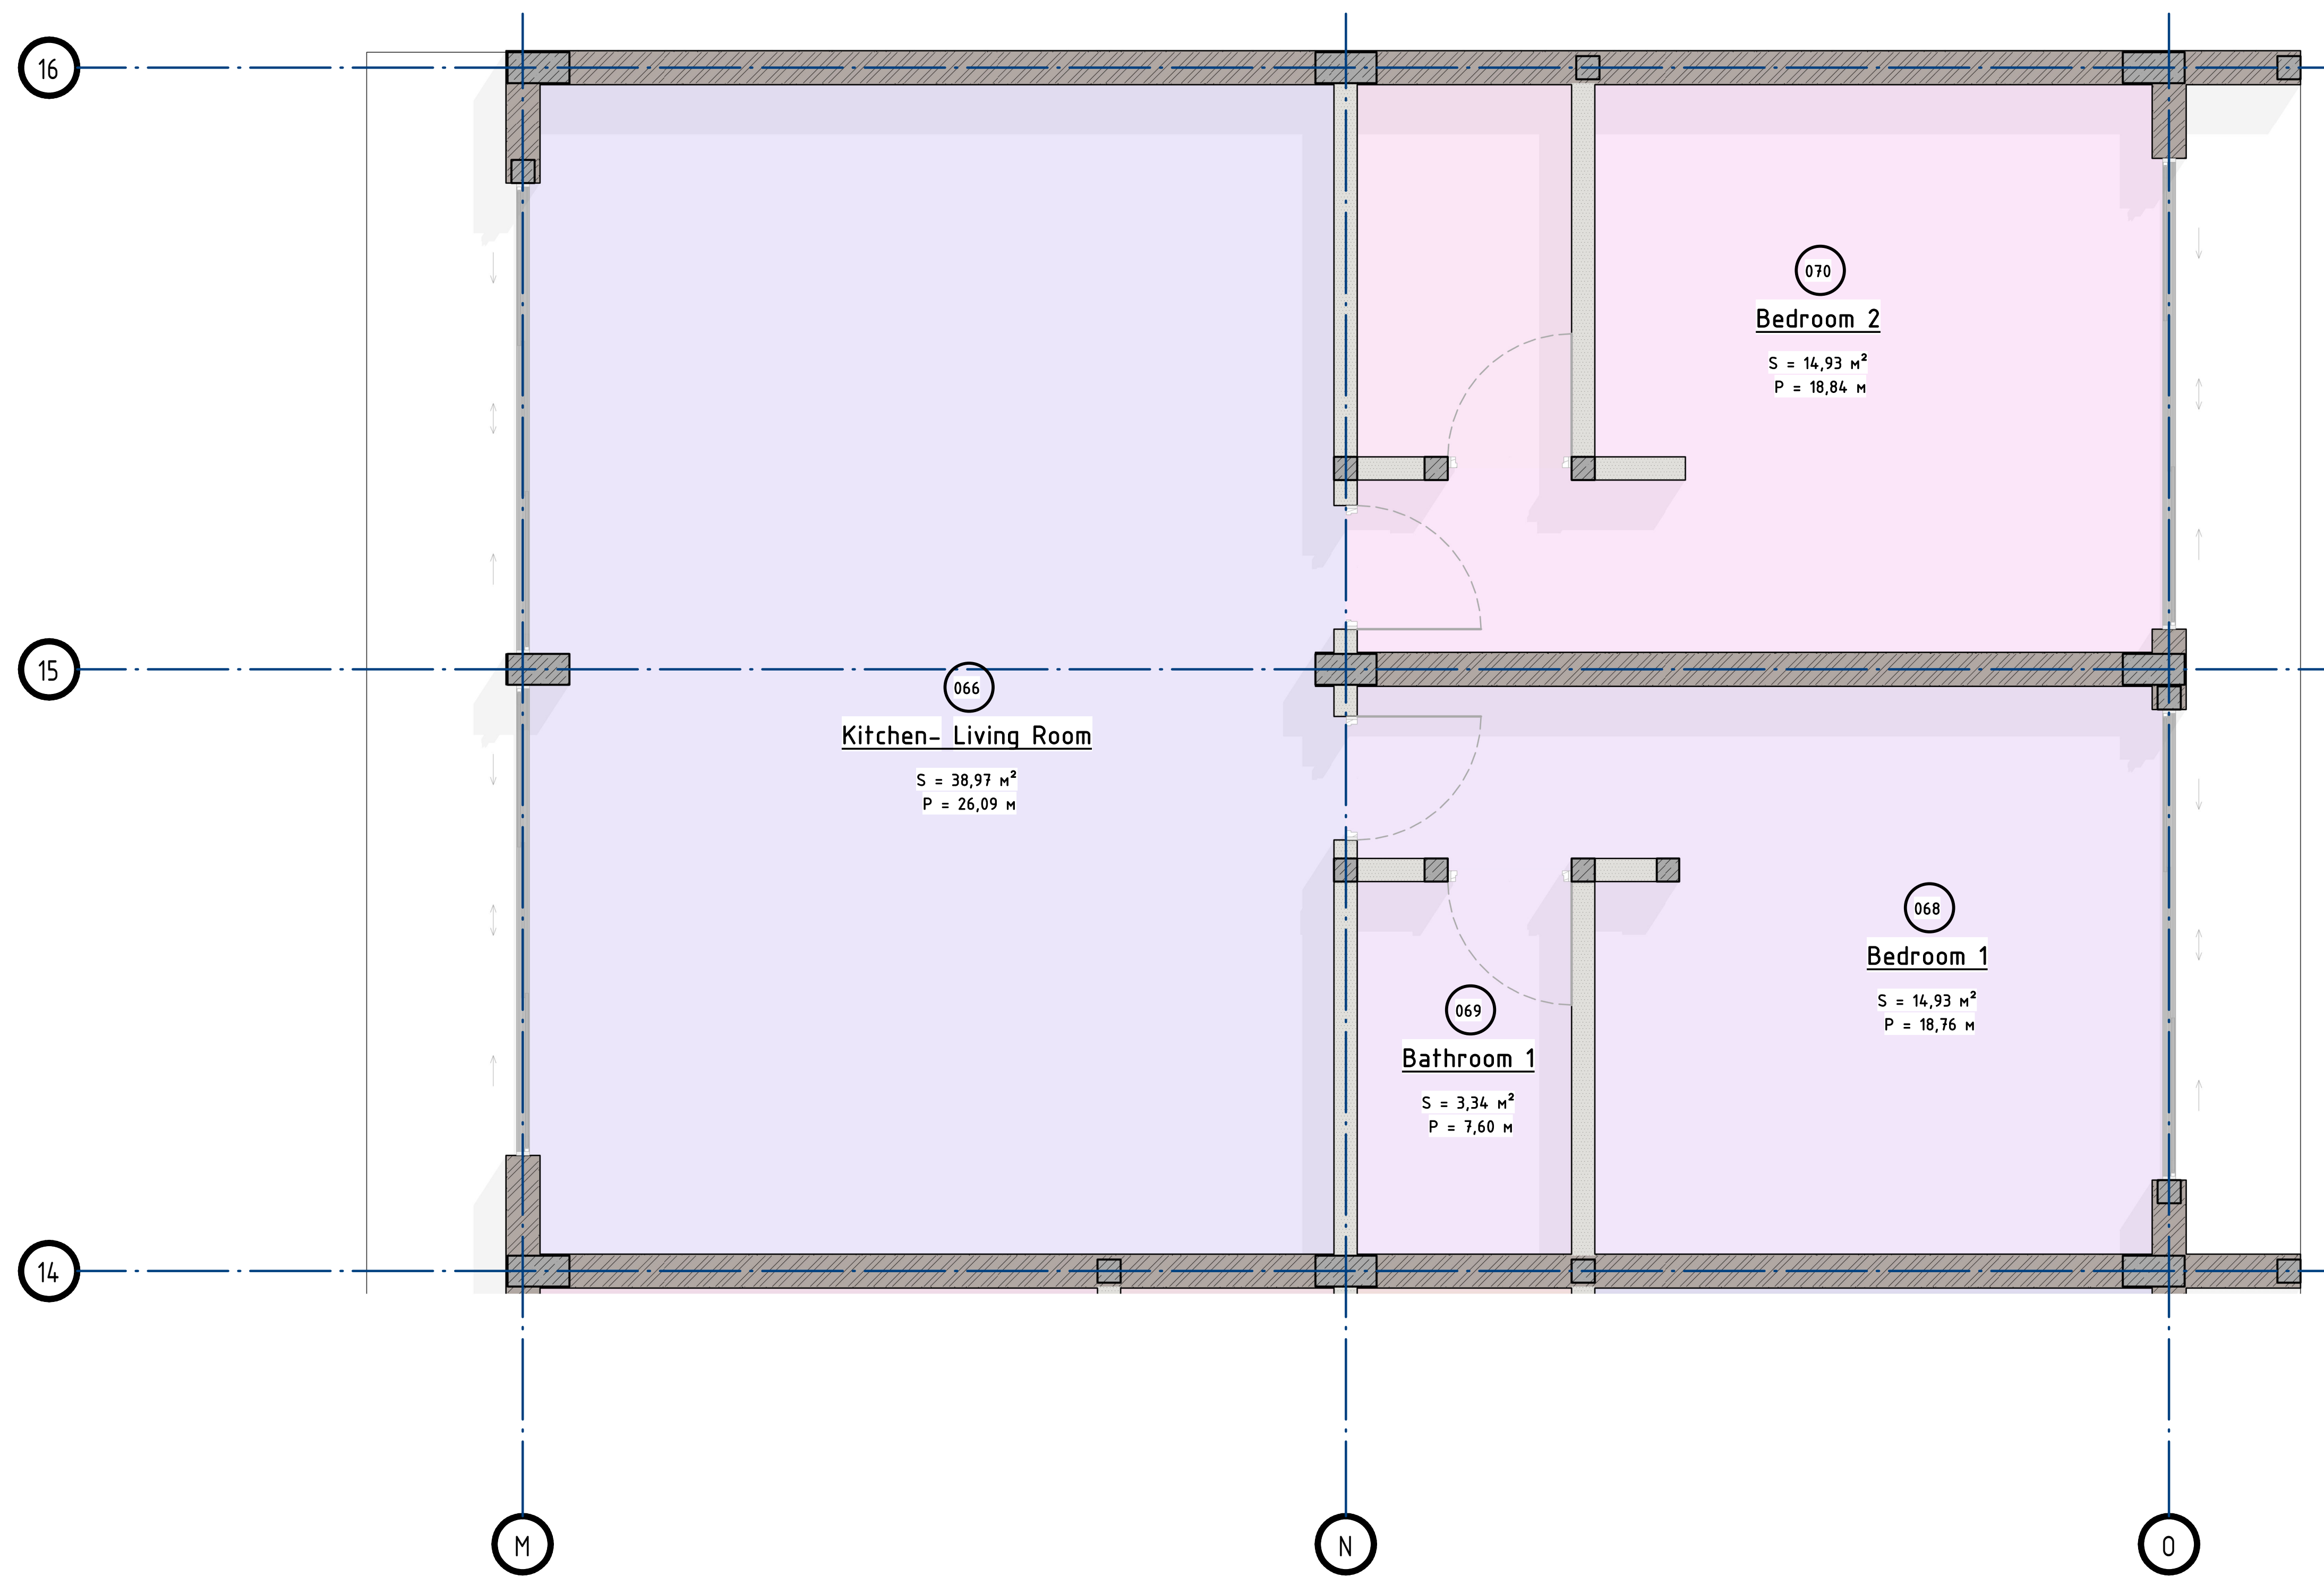 16
070
Bedroom 2
S = 14,93 м²
P = 18,84 м
15
066
Kitchen- Living Room
S = 38,97 м²
P = 26,09 м
068
Bedroom 1
S = 14,93 м²
P = 18,76 м
069
Bathroom 1
S = 3,34 м²
P = 7,60 м
14
M
N
O